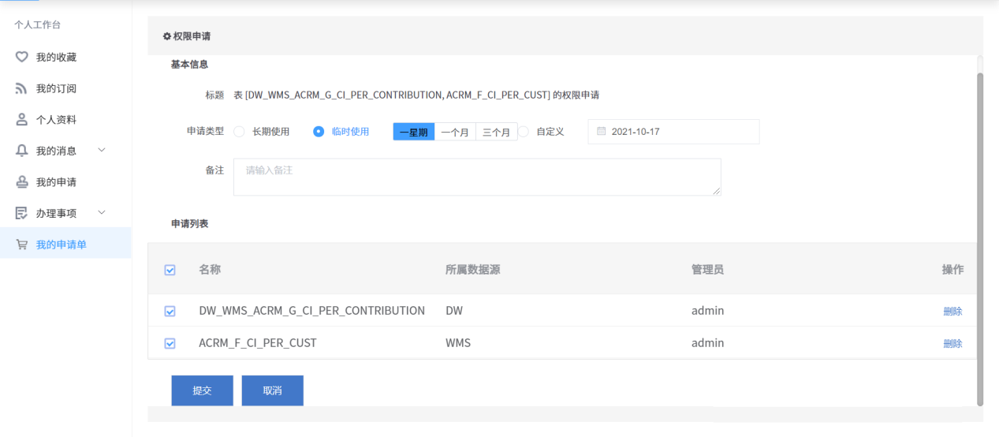 个人工作台
我的收藏
我的订阅
个人资料
我的消息
我的申请
办理事项
我的申请单
权限申请
基本信息
标题 表 [DW_WMS_ACRM_G_CI_PER_CONTRIBUTION, ACRM_F_CI_PER_CUST] 的权限申请
申请类型 长期使用 临时使用 一星期 一个月 三个月 自定义 2021-10-17
备注 请输入备注
申请列表
名称 所属数据源 管理员 操作
DW_WMS_ACRM_G_CI_PER_CONTRIBUTION DW admin 删除
ACRM_F_CI_PER_CUST WMS admin 删除
提交 取消